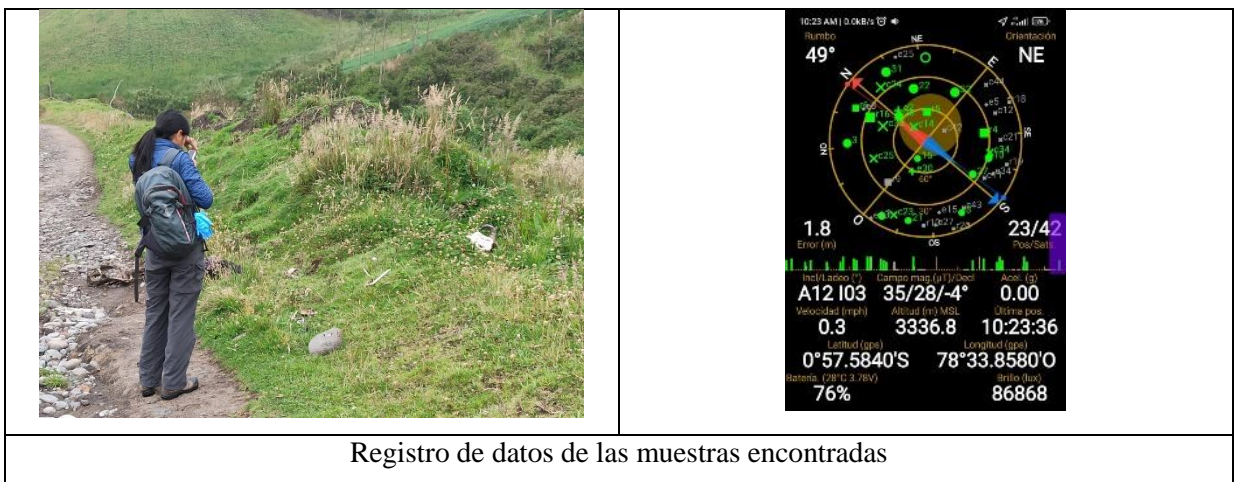 10:23 AM | 0.0kB/s
Rumbo
Orientación
49°
NE
NE
N
E
SE
NO
O
S
SO
60°
30°
1.8
23/42
Error (m)
Pos/Sats.
Incl/Ladeo (°) Campo mag.(µT)/Decl Acel. (g)
A12 I03 35/28/-4° 0.00
Velocidad (mph) Altitud (m) MSL Última pos.
0.3 3336.8 10:23:36
Latitud (gps) Longitud (gps)
0°57.5840'S 78°33.8580'O
Batería. (28°C 3.78V) Brillo (lux)
76% 86868
Registro de datos de las muestras encontradas